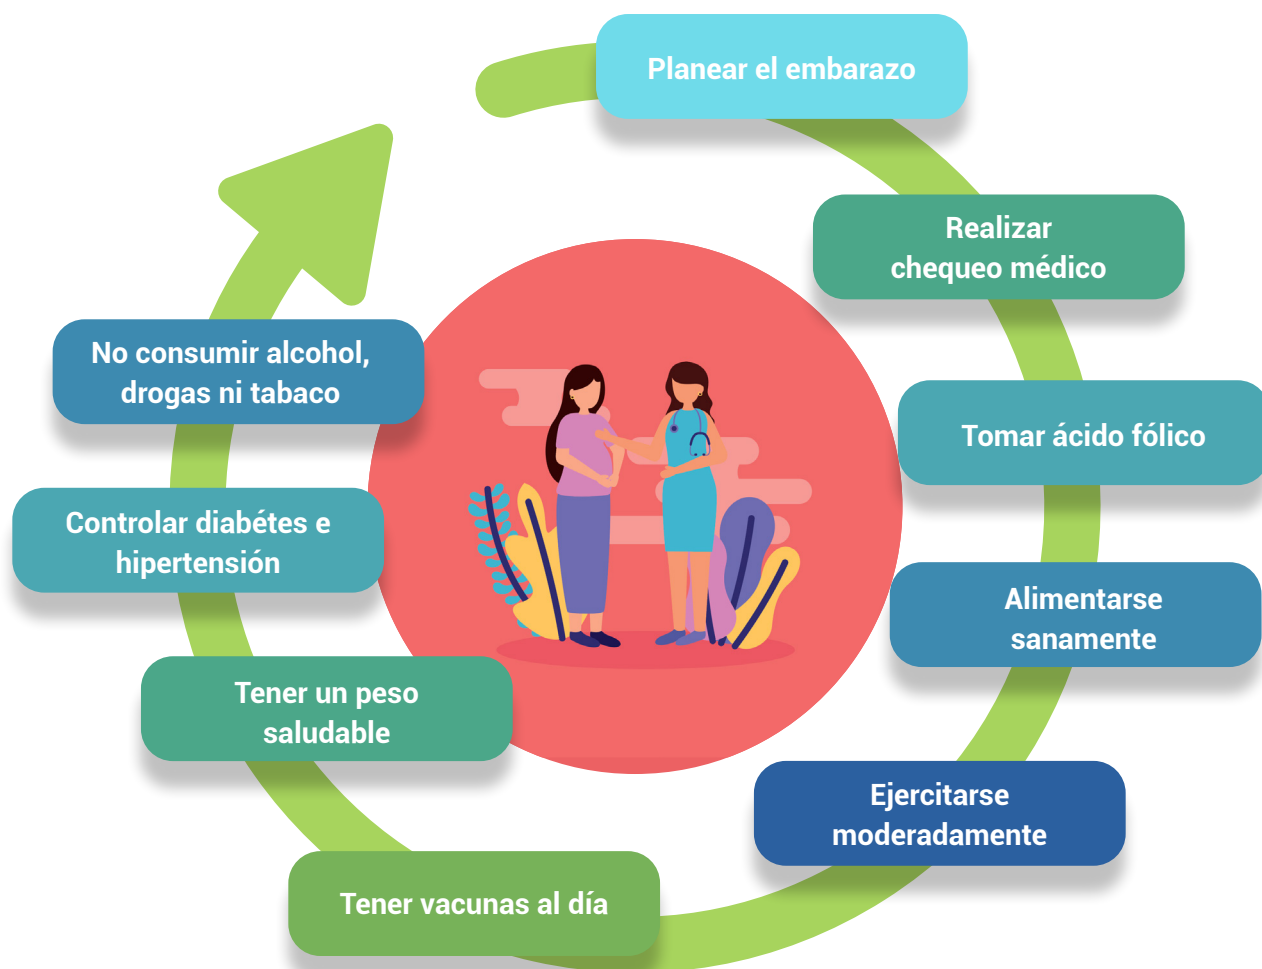 Planear el embarazo
Realizar
chequeo médico
Tomar ácido fólico
Alimentarse
sanamente
Ejercitarse
moderadamente
Tener vacunas al día
Tener un peso
saludable
Controlar diabétes e
hipertensión
No consumir alcohol,
drogas ni tabaco